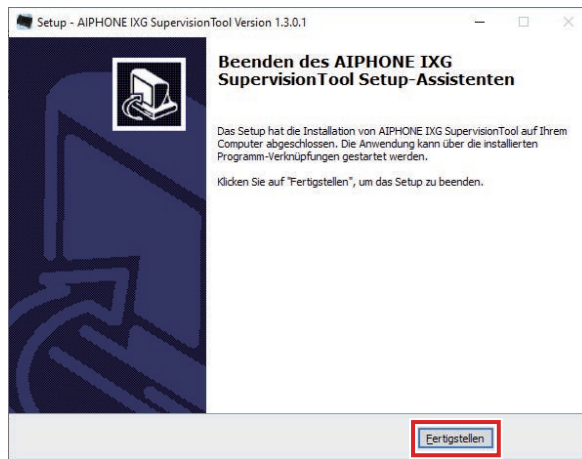 Setup - AIPHONE IXG SupervisionTool Version 1.3.0.1
Beenden des AIPHONE IXG
SupervisionTool Setup-Assistenten
Das Setup hat die Installation von AIPHONE IXG SupervisionTool auf Ihrem
Computer abgeschlossen. Die Anwendung kann über die installierten
Programm-Verknüpfungen gestartet werden.
Klicken Sie auf "Fertigstellen", um das Setup zu beenden.
Fertigstellen